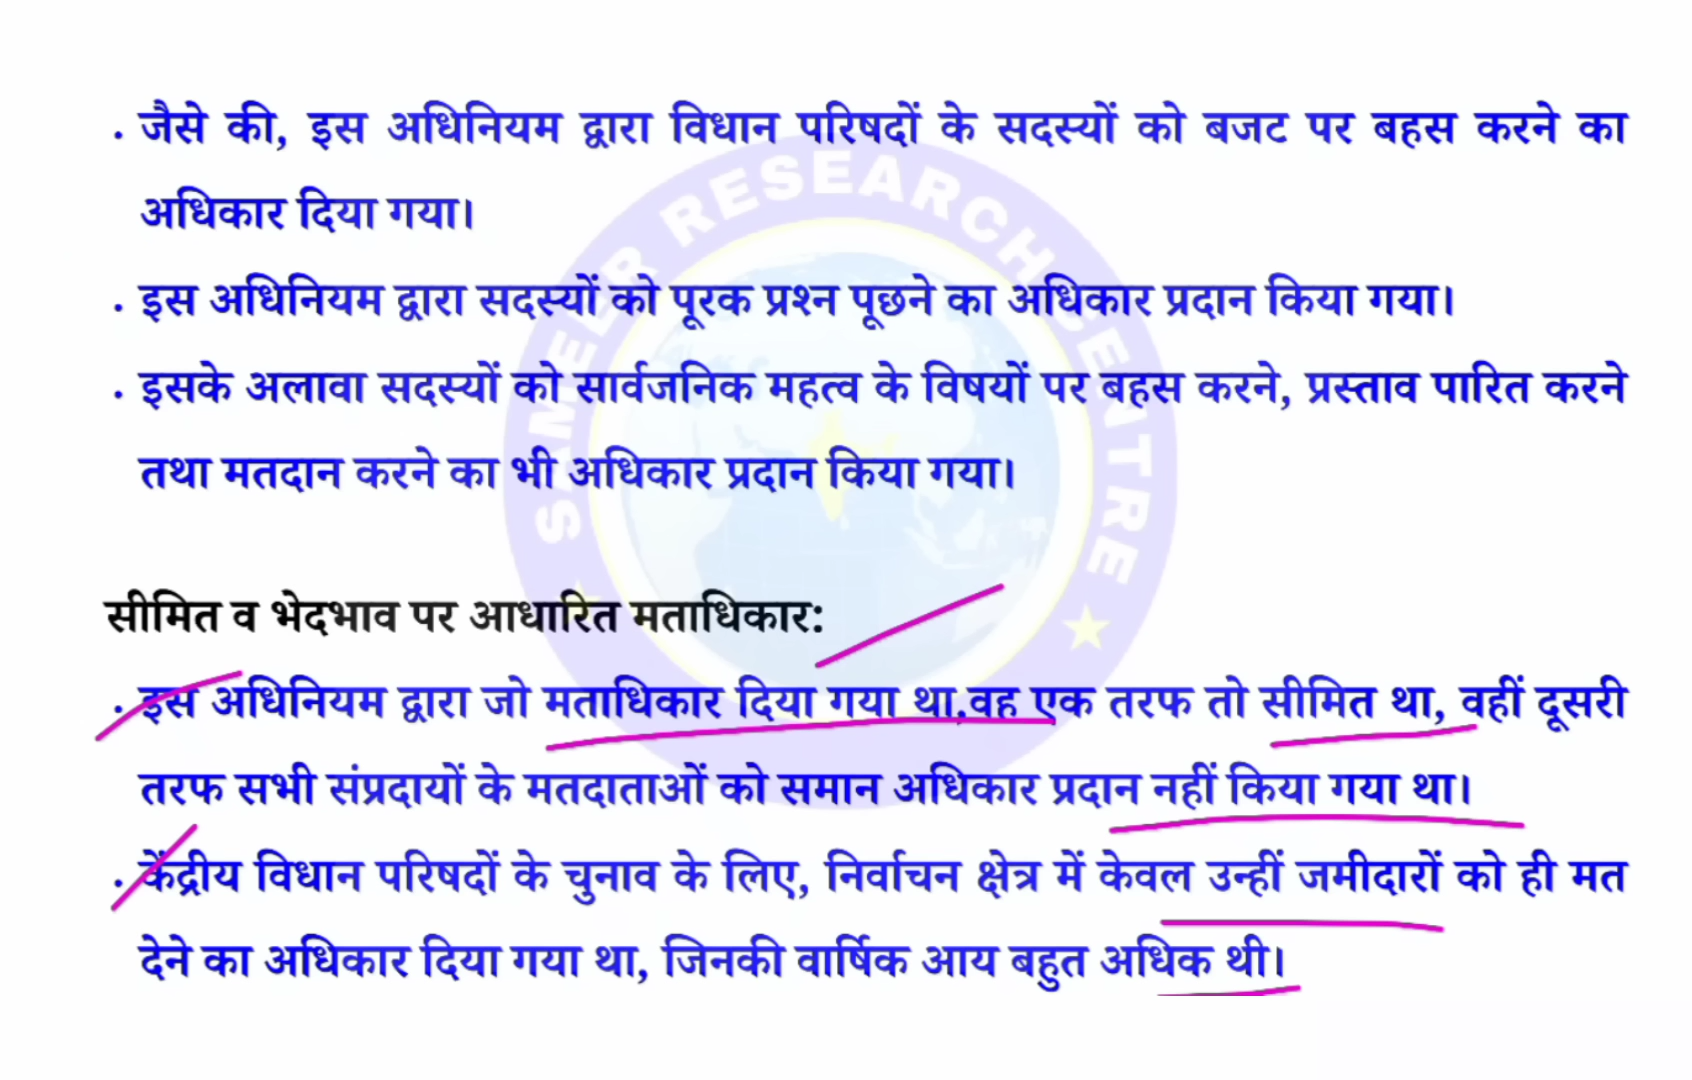 . जैसे की, इस अधिनियम द्वारा विधान परिषदों के सदस्यों को बजट पर बहस करने का
अधिकार दिया गया।
. इस अधिनियम द्वारा सदस्यों को पूरक प्रश्न पूछने का अधिकार प्रदान किया गया।
. इसके अलावा सदस्यों को सार्वजनिक महत्व के विषयों पर बहस करने, प्रस्ताव पारित करने
तथा मतदान करने का भी अधिकार प्रदान किया गया।
सीमित व भेदभाव पर आधारित मताधिकार:
. इस अधिनियम द्वारा जो मताधिकार दिया गया था,वह एक तरफ तो सीमित था, वहीं दूसरी
तरफ सभी संप्रदायों के मतदाताओं को समान अधिकार प्रदान नहीं किया गया था।
. केंद्रीय विधान परिषदों के चुनाव के लिए, निर्वाचन क्षेत्र में केवल उन्हीं जमीदारों को ही मत
देने का अधिकार दिया गया था, जिनकी वार्षिक आय बहुत अधिक थी।
SAMEER RESEARCH CENTRE